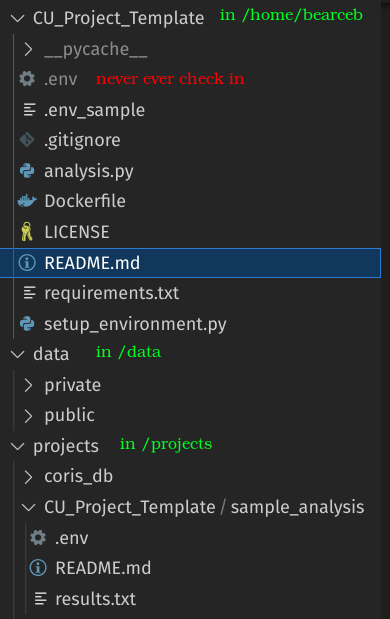 CU_Project_Template in /home/bearceb
__pycache__
.env never ever check in
.env_sample
.gitignore
analysis.py
Dockerfile
LICENSE
README.md
requirements.txt
setup_environment.py
data in /data
private
public
projects in /projects
coris_db
CU_Project_Template / sample_analysis
.env
README.md
results.txt